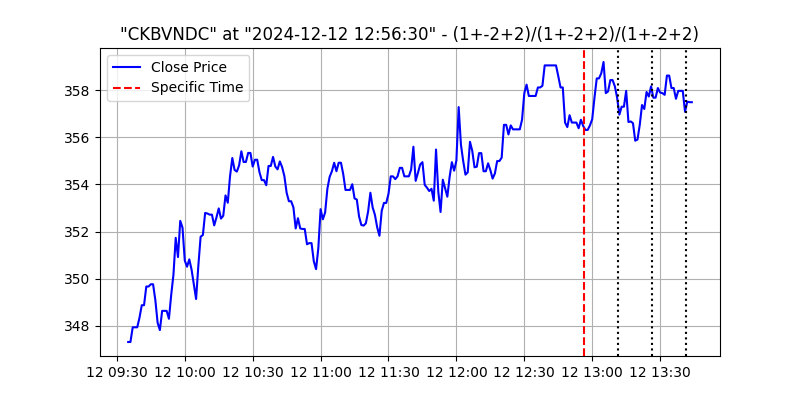 "CKBVNDC" at "2024-12-12 12:56:30" - (1+-2+2)/(1+-2+2)/(1+-2+2)
Close Price
Specific Time
358
356
354
352
350
348
12 09:30 12 10:00 12 10:30 12 11:00 12 11:30 12 12:00 12 12:30 12 13:00 12 13:30